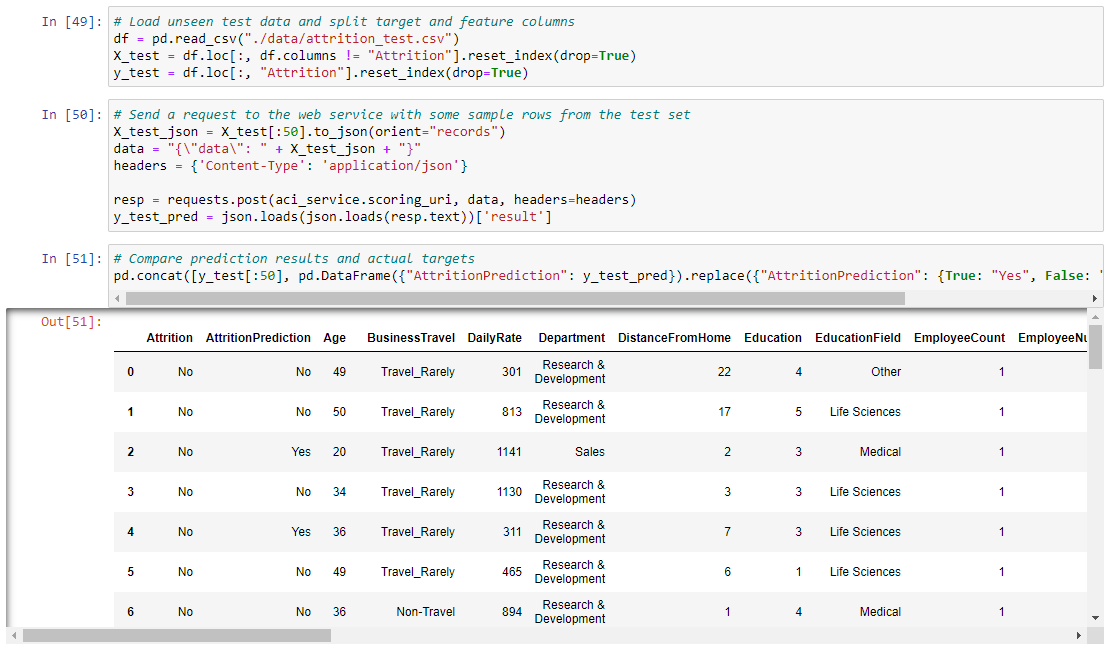 In [49]: # Load unseen test data and split target and feature columns
df = pd.read_csv("./data/attrition_test.csv")
X_test = df.loc[:, df.columns != "Attrition"].reset_index(drop=True)
y_test = df.loc[:, "Attrition"].reset_index(drop=True)
In [50]: # Send a request to the web service with some sample rows from the test set
X_test_json = X_test[:50].to_json(orient="records")
data = "{\"data\": " + X_test_json + "}"
headers = {'Content-Type': 'application/json'}
resp = requests.post(aci_service.scoring_uri, data, headers=headers)
y_test_pred = json.loads(json.loads(resp.text))['result']
In [51]: # Compare prediction results and actual targets
pd.concat([y_test[:50], pd.DataFrame({"AttritionPrediction": y_test_pred}).replace({"AttritionPrediction": {True: "Yes", False: "
Out[51]:
Attrition AttritionPrediction Age BusinessTravel DailyRate Department DistanceFromHome Education EducationField EmployeeCount EmployeeNu
0 No No 49 Travel_Rarely 301 Research & Development 22 4 Other 1
1 No No 50 Travel_Rarely 813 Research & Development 17 5 Life Sciences 1
2 No Yes 20 Travel_Rarely 1141 Sales 2 3 Medical 1
3 No No 34 Travel_Rarely 1130 Research & Development 3 3 Life Sciences 1
4 No Yes 36 Travel_Rarely 311 Research & Development 7 3 Life Sciences 1
5 No No 49 Travel_Rarely 465 Research & Development 6 1 Life Sciences 1
6 No No 36 Non-Travel 894 Research & Development 1 4 Medical 1